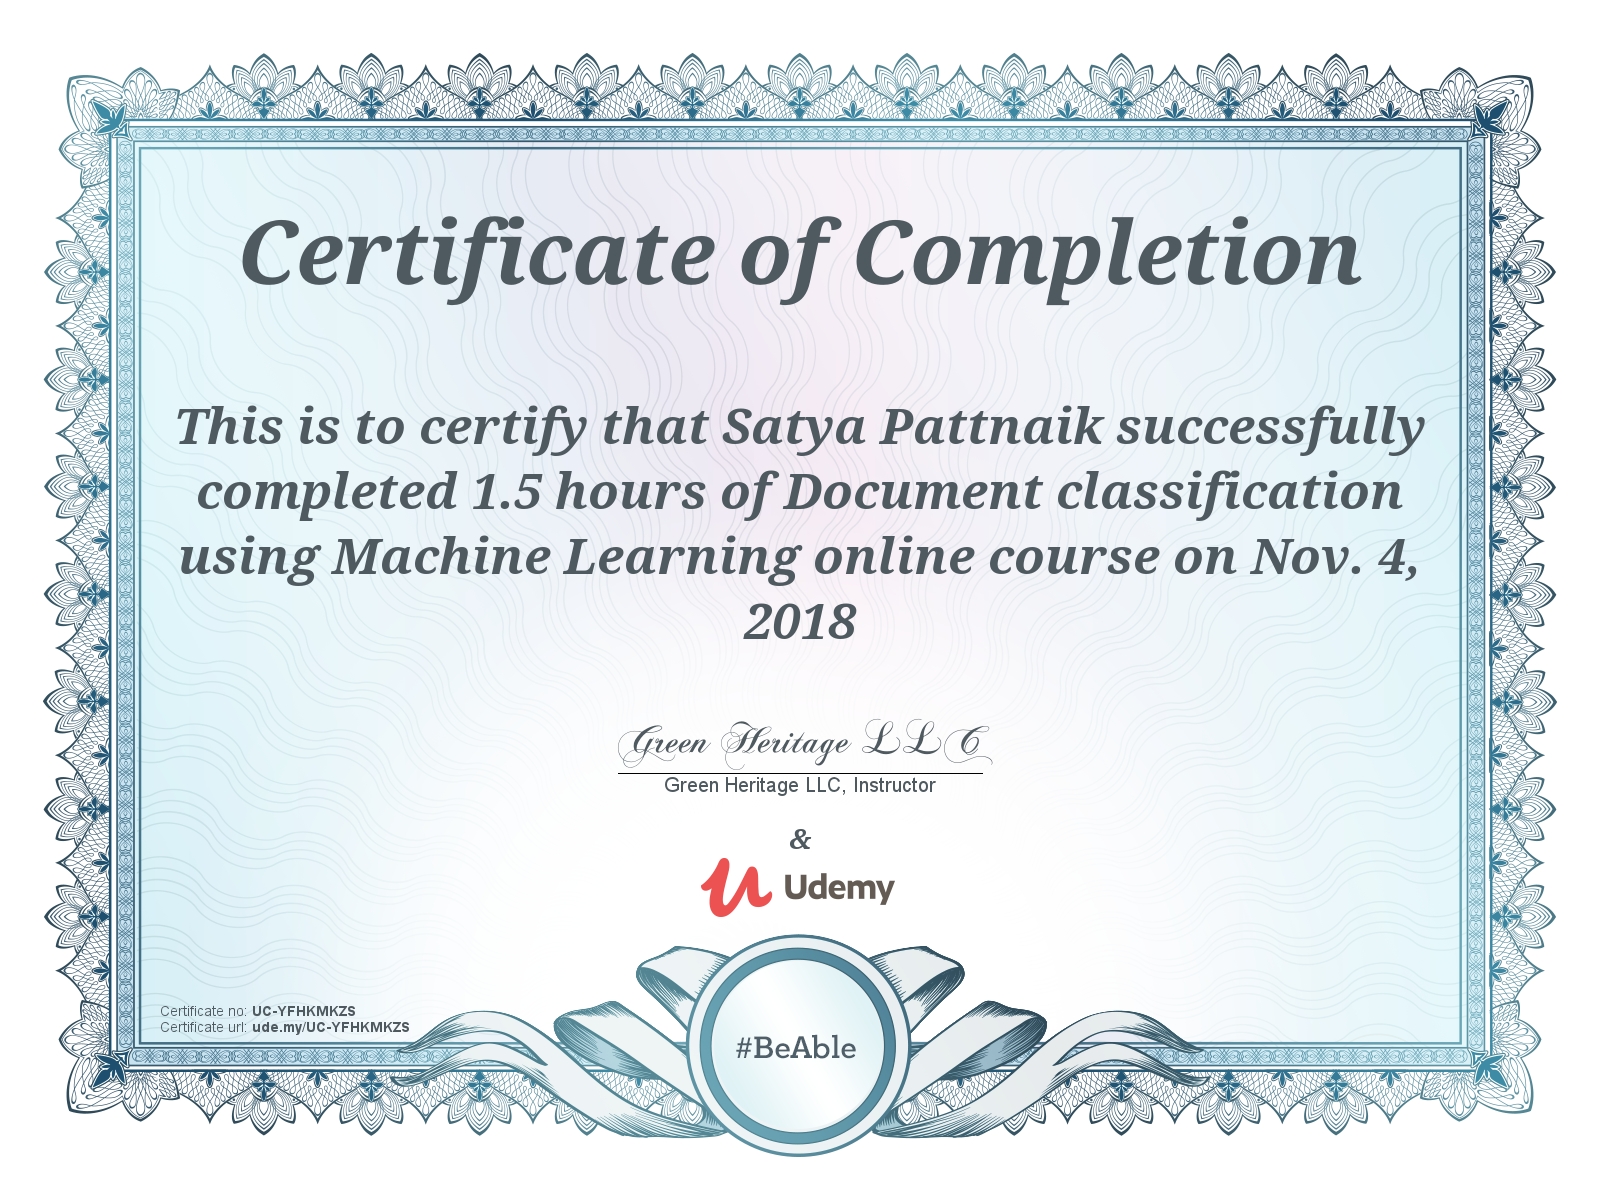 Certificate of Completion
This is to certify that Satya Pattnaik successfully
completed 1.5 hours of Document classification
using Machine Learning online course on Nov. 4,
2018
Green Heritage LLC
Green Heritage LLC, Instructor
&
Udemy
Certificate no: UC-YFHKMKZS
Certificate url: ude.my/UC-YFHKMKZS
#BeAble